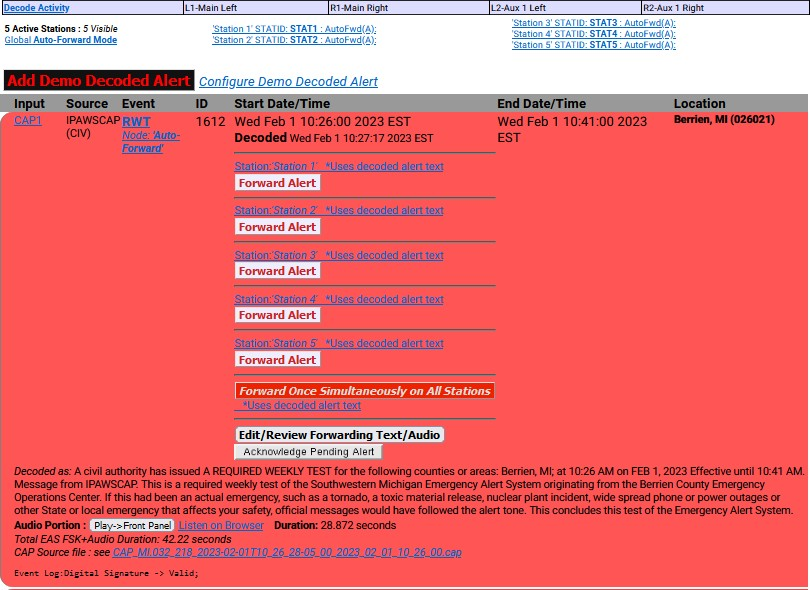 Decode Activity L1-Main Left R1-Main Right L2-Aux 1 Left R2-Aux 1 Right
5 Active Stations : 5 Visible
Global Auto-Forward Mode
'Station 1' STATID: STAT1 : AutoFwd(A):
'Station 2' STATID: STAT2 : AutoFwd(A):
'Station 3' STATID: STAT3 : AutoFwd(A):
'Station 4' STATID: STAT4 : AutoFwd(A):
'Station 5' STATID: STAT5 : AutoFwd(A):
Add Demo Decoded Alert Configure Demo Decoded Alert
Input Source Event ID Start Date/Time End Date/Time Location
CAP1 IPAWSCAP RWT 1612 Wed Feb 1 10:26:00 2023 EST Wed Feb 1 10:41:00 2023 Berrien, MI (026021)
(CIV) Node: 'Auto- Decoded Wed Feb 1 10:27:17 2023 EST EST
Forward'
Station:'Station 1' *Uses decoded alert text
Forward Alert
Station:'Station 2' *Uses decoded alert text
Forward Alert
Station:'Station 3' *Uses decoded alert text
Forward Alert
Station:'Station 4' *Uses decoded alert text
Forward Alert
Station:'Station 5' *Uses decoded alert text
Forward Alert
Forward Once Simultaneously on All Stations
*Uses decoded alert text
Edit/Review Forwarding Text/Audio
Acknowledge Pending Alert
Decoded as: A civil authority has issued A REQUIRED WEEKLY TEST for the following counties or areas: Berrien, MI; at 10:26 AM on FEB 1, 2023 Effective until 10:41 AM.
Message from IPAWSCAP. This is a required weekly test of the Southwestern Michigan Emergency Alert System originating from the Berrien County Emergency
Operations Center. If this had been an actual emergency, such as a tornado, a toxic material release, nuclear plant incident, wide spread phone or power outages or
other State or local emergency that affects your safety, official messages would have followed the alert tone. This concludes this test of the Emergency Alert System.
Audio Portion : Play->Front Panel Listen on Browser Duration: 28.872 seconds
Total EAS FSK+Audio Duration: 42.22 seconds
CAP Source file : see CAP_MI.032_218_2023-02-01T10_26_28-05_00_2023_02_01_10_26_00.cap
Event Log:Digital Signature -> Valid;